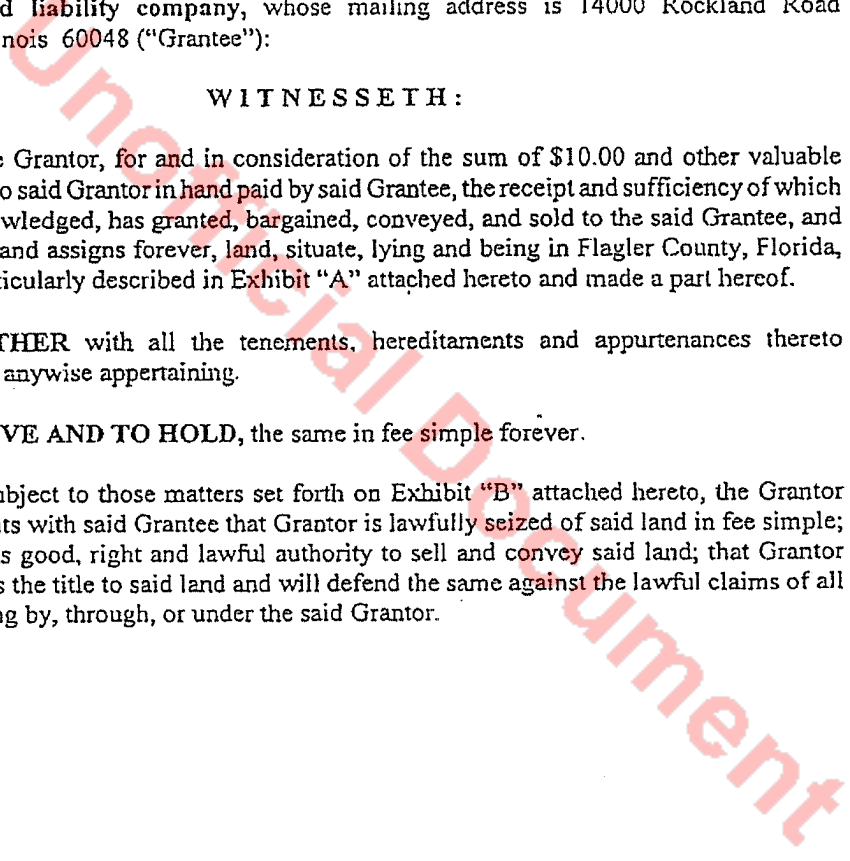 d liability company, whose mailing address is 14000 Rockland Road
nois 60048 ("Grantee"):
W I T N E S S E T H :
e Grantor, for and in consideration of the sum of $10.00 and other valuable
o said Grantor in hand paid by said Grantee, the receipt and sufficiency of which
wledged, has granted, bargained, conveyed, and sold to the said Grantee, and
and assigns forever, land, situate, lying and being in Flagler County, Florida,
ticularly described in Exhibit "A" attached hereto and made a part hereof.
THER with all the tenements, hereditaments and appurtenances thereto
anywise appertaining.
VE AND TO HOLD, the same in fee simple forever.
ubject to those matters set forth on Exhibit "B" attached hereto, the Grantor
nts with said Grantee that Grantor is lawfully seized of said land in fee simple;
s good, right and lawful authority to sell and convey said land; that Grantor
s the title to said land and will defend the same against the lawful claims of all
ng by, through, or under the said Grantor.
Unofficial Document